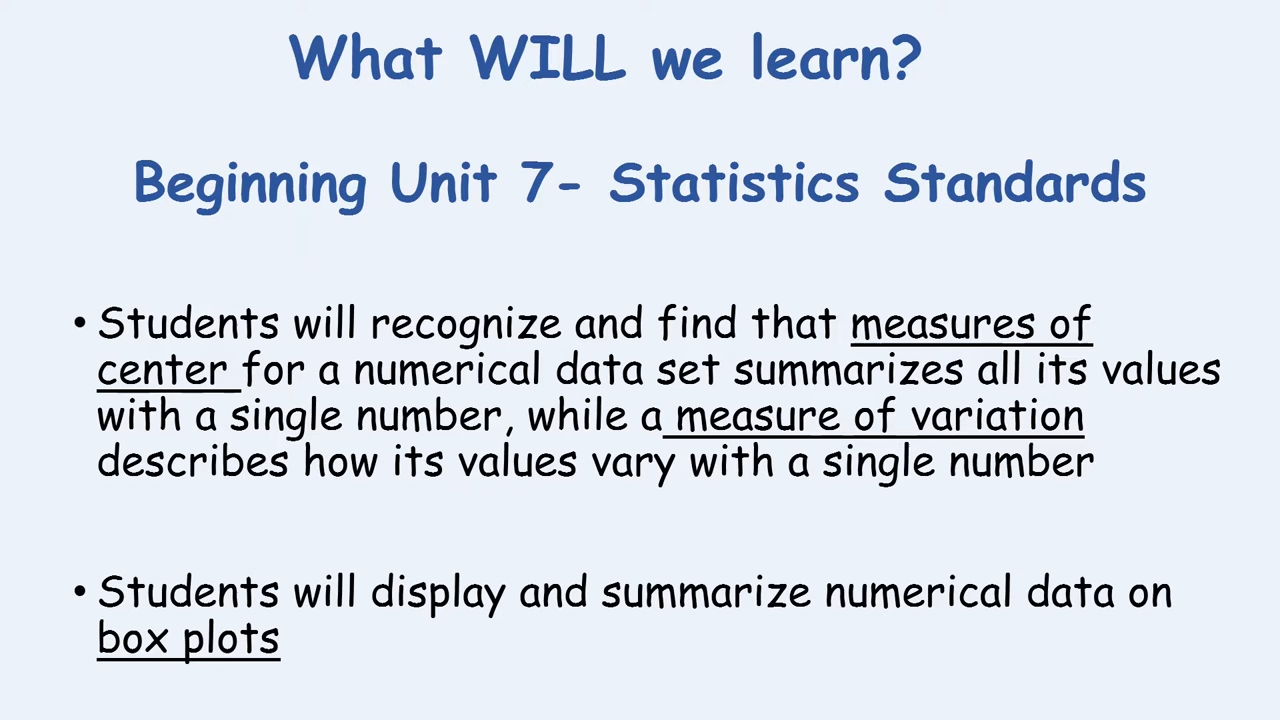 What WILL we learn?
Beginning Unit 7- Statistics Standards
• Students will recognize and find that measures of
center for a numerical data set summarizes all its values
with a single number, while a measure of variation
describes how its values vary with a single number
• Students will display and summarize numerical data on
box plots